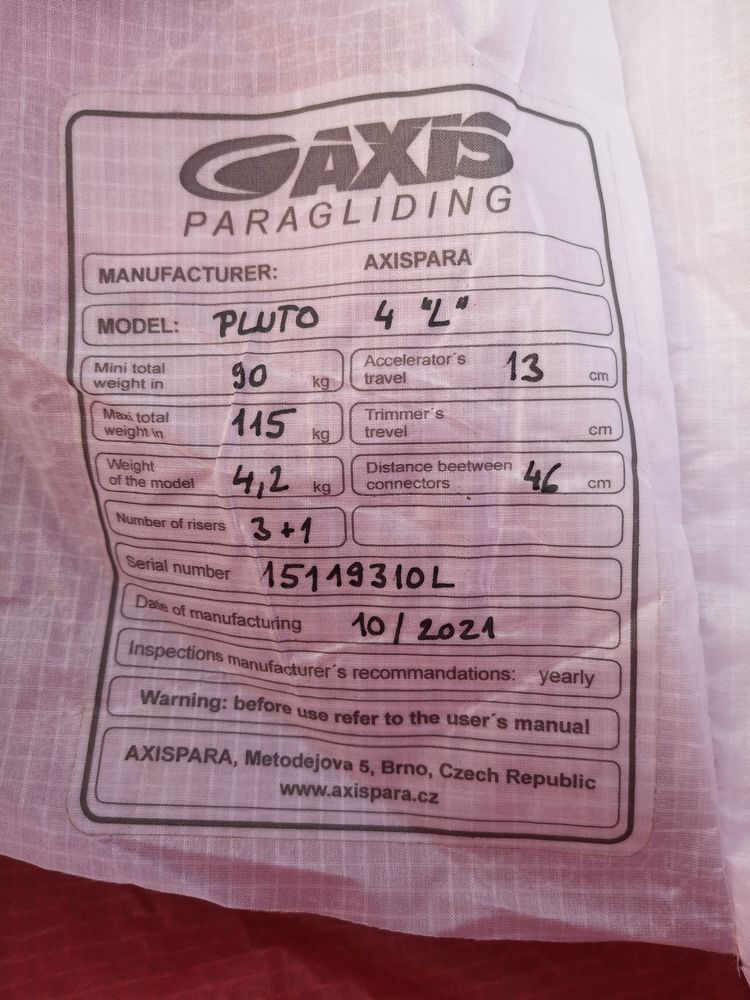 AXIS
PARAGLIDING
MANUFACTURER: AXISPARA
MODEL: PLUTO 4 "L"
Mini total weight in 90 kg
Accelerator´s travel 13 cm
Maxi total weight in 115 kg
Trimmer´s trevel cm
Weight of the model 4,2 kg
Distance beetween connectors 46 cm
Number of risers 3+1
Serial number 15119310L
Date of manufacturing 10/2021
Inspections manufacturer´s recommandations: yearly
Warning: before use refer to the user´s manual
AXISPARA, Metodejova 5, Brno, Czech Republic
www.axispara.cz